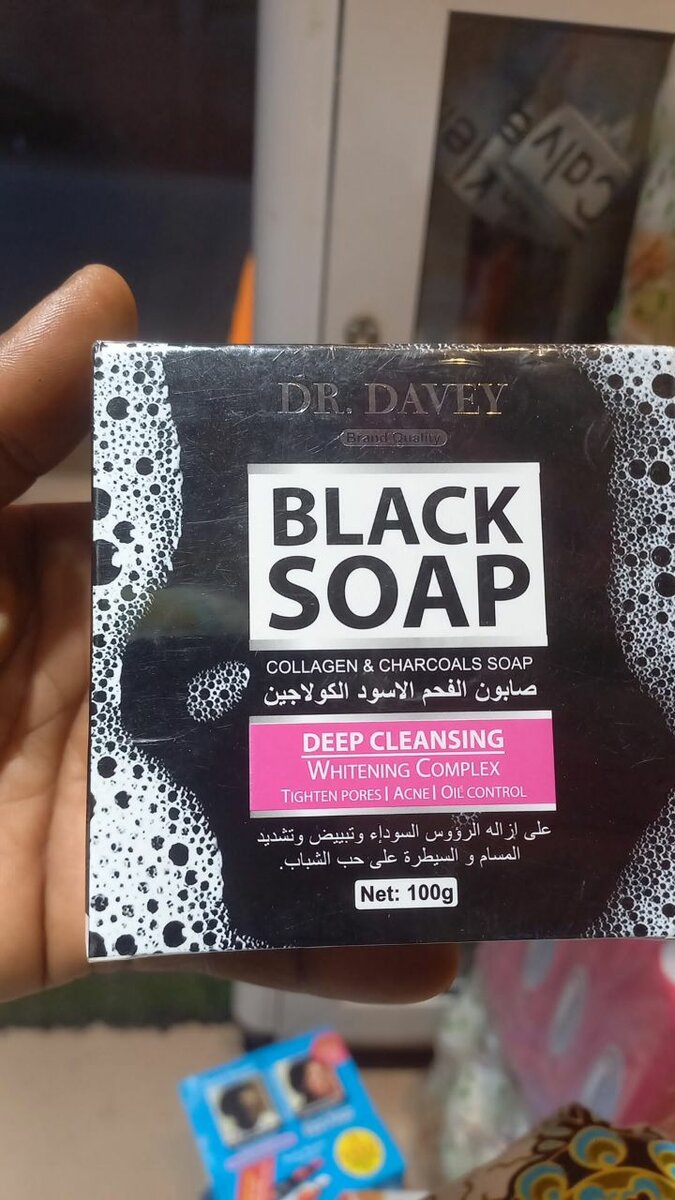 DR. DAVEY
Brand Quality
BLACK
SOAP
COLLAGEN & CHARCOALS SOAP
صابون الفحم الاسود الكولاجين
DEEP CLEANSING
WHITENING COMPLEX
TIGHTEN PORES | ACNE | OIL CONTROL
على إزاله الرؤوس السوداء وتبييض وتشديد
المسام و السيطرة على حب الشباب.
Net: 100g